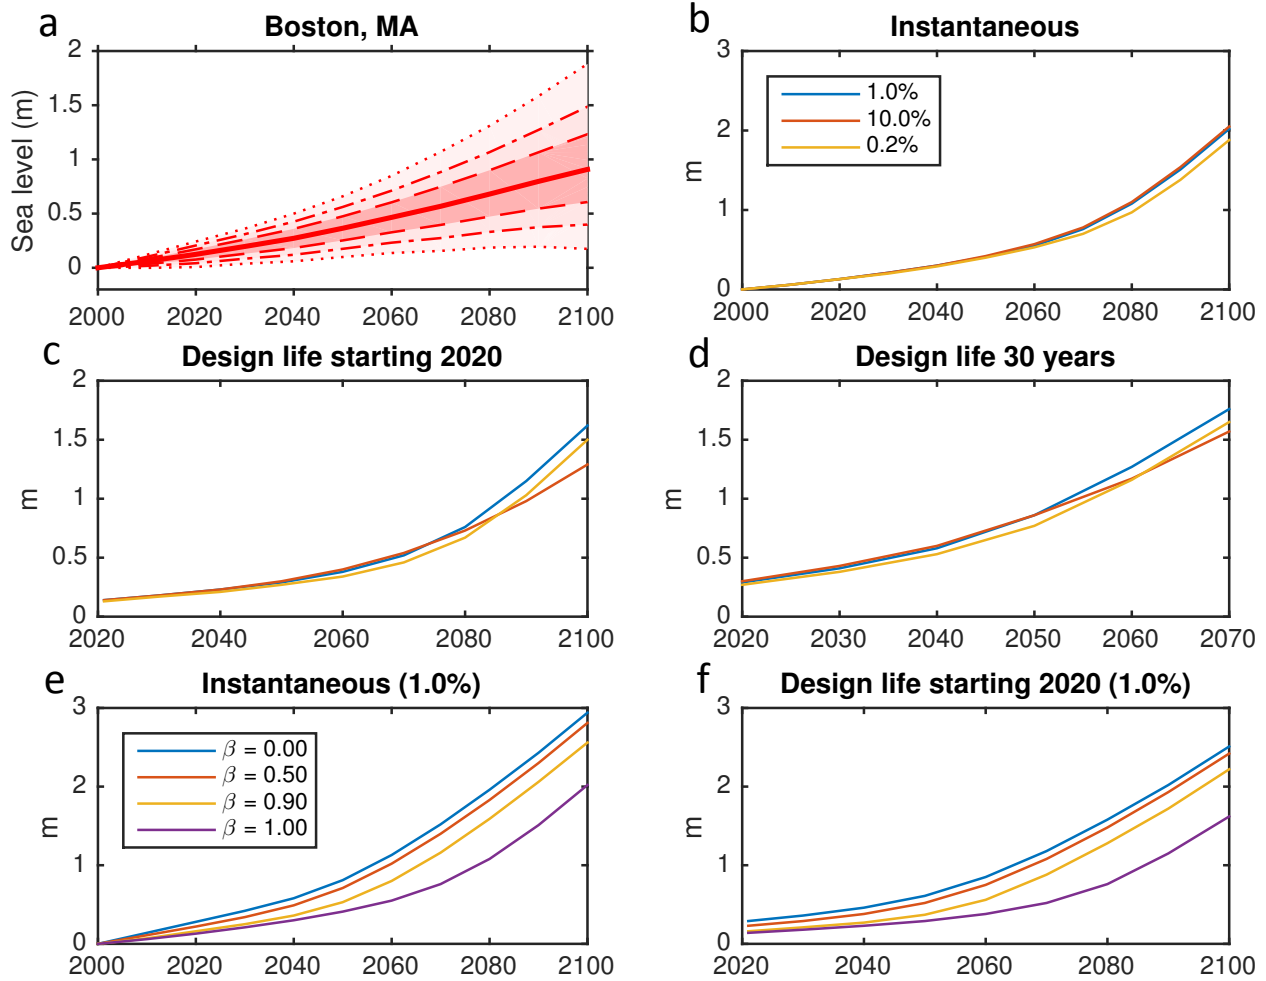 a
Boston, MA
Sea level (m)
2
1.5
1
0.5
0
2000 2020 2040 2060 2080 2100
b
Instantaneous
m
3
2
1
0
1.0%
10.0%
0.2%
2000 2020 2040 2060 2080 2100
c
Design life starting 2020
m
2
1.5
1
0.5
0
2020 2040 2060 2080 2100
d
Design life 30 years
m
2
1.5
1
0.5
0
2020 2030 2040 2050 2060 2070
e
Instantaneous (1.0%)
m
3
2
1
0
β = 0.00
β = 0.50
β = 0.90
β = 1.00
2000 2020 2040 2060 2080 2100
f
Design life starting 2020 (1.0%)
m
3
2
1
0
2020 2040 2060 2080 2100